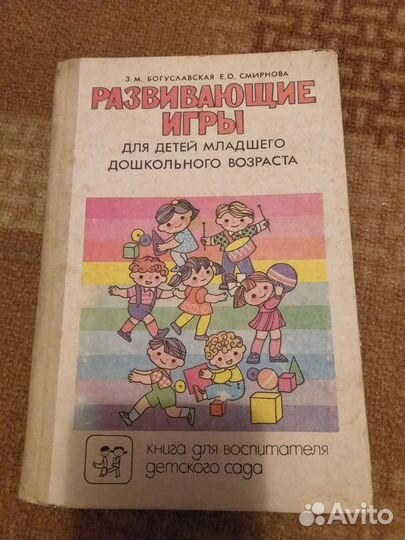 З.М. БОГУСЛАВСКАЯ Е.О. СМИРНОВА
РАЗВИВАЮЩИЕ
ИГРЫ
ДЛЯ ДЕТЕЙ МЛАДШЕГО
ДОШКОЛЬНОГО ВОЗРАСТА
книга для воспитателя
детского сада
Avito